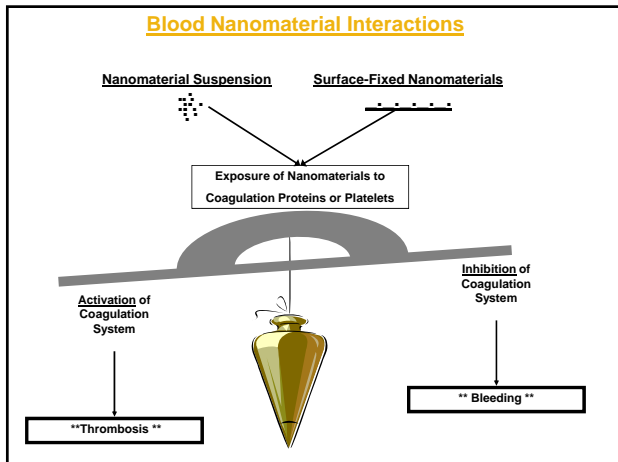 Blood Nanomaterial Interactions
Nanomaterial Suspension
Surface-Fixed Nanomaterials
Exposure of Nanomaterials to
Coagulation Proteins or Platelets
Activation of
Coagulation
System
Inhibition of
Coagulation
System
**Thrombosis **
** Bleeding **